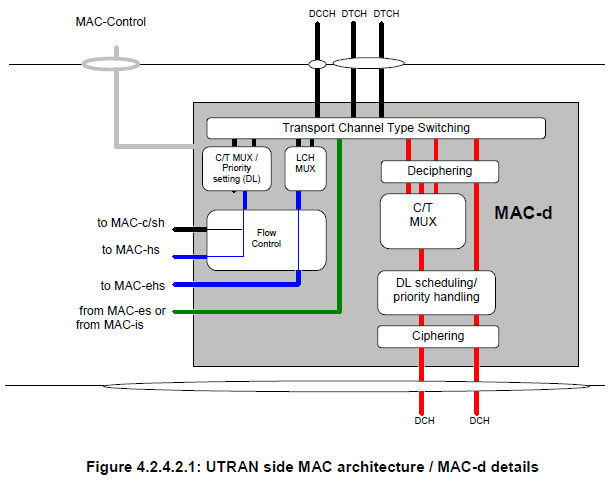 MAC-Control
DCCH DTCH DTCH
Transport Channel Type Switching
C/T MUX /
Priority
setting (DL)
LCH
MUX
Deciphering
C/T
MUX
MAC-d
Flow
Control
to MAC-c/sh
to MAC-hs
to MAC-ehs
from MAC-es or
from MAC-is
DL scheduling/
priority handling
Ciphering
DCH DCH
Figure 4.2.4.2.1: UTRAN side MAC architecture / MAC-d details